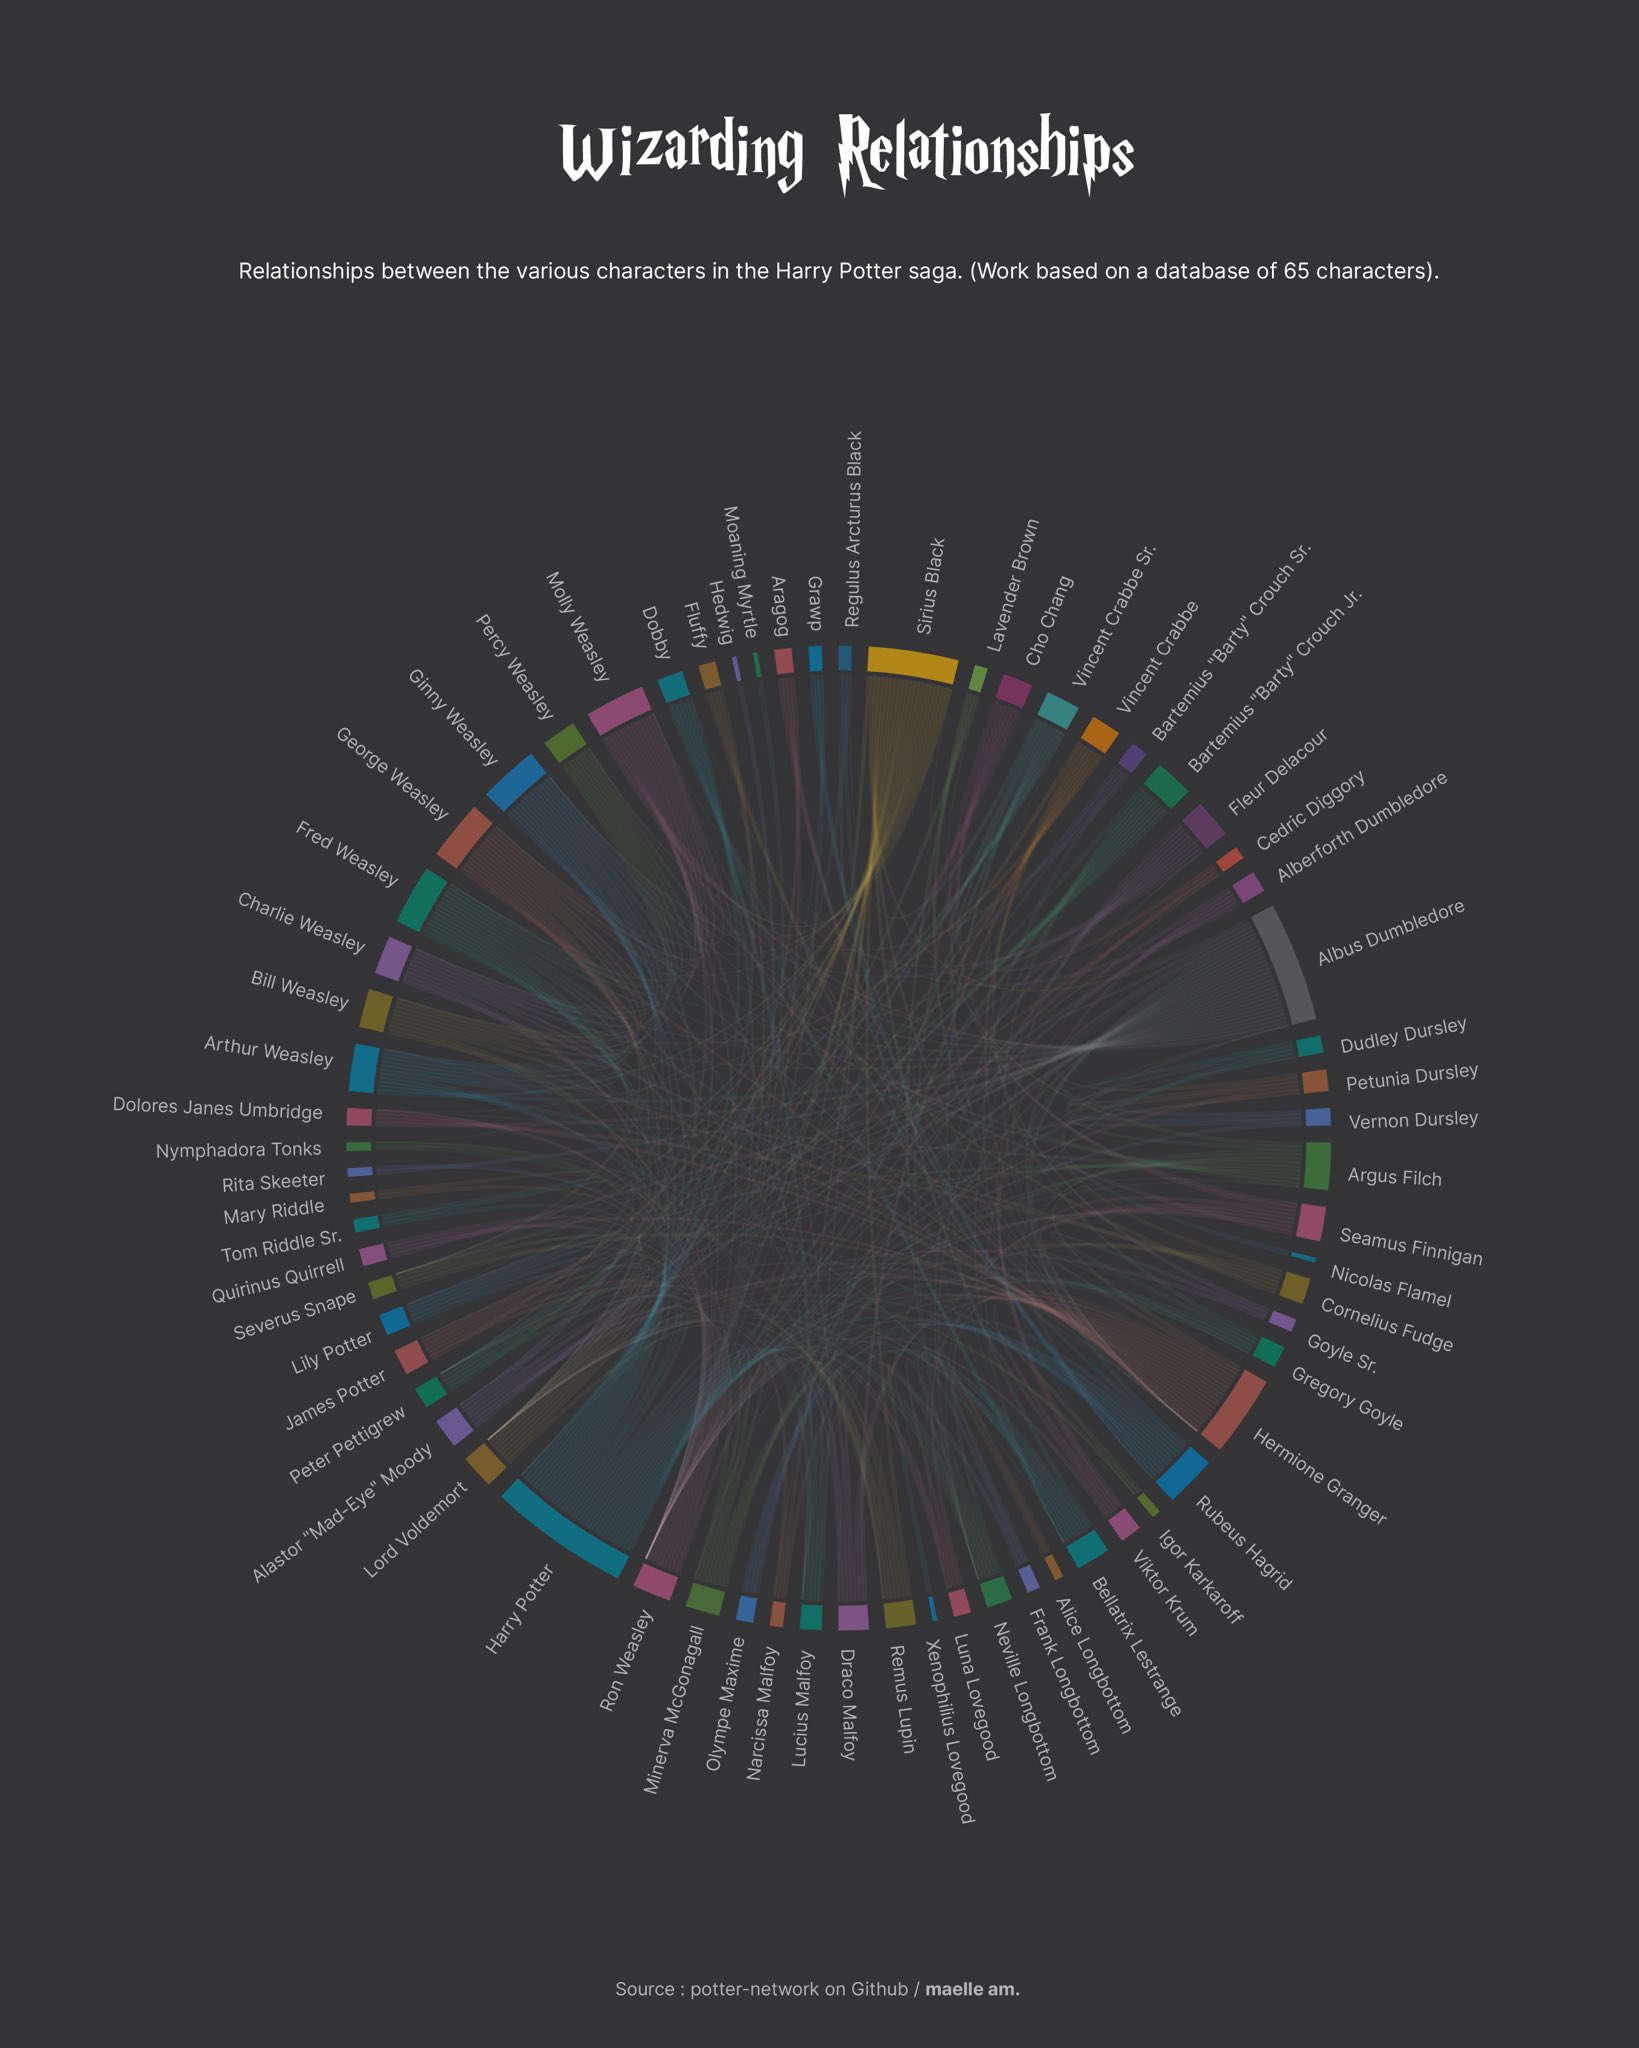 Wizarding Relationships
Relationships between the various characters in the Harry Potter saga. (Work based on a database of 65 characters).
Regulus Arcturus Black
Sirius Black
Lavender Brown
Cho Chang
Vincent Crabbe Sr.
Vincent Crabbe
Bartemius "Barty" Crouch Sr.
Bartemius "Barty" Crouch Jr.
Fleur Delacour
Cedric Diggory
Alberforth Dumbledore
Albus Dumbledore
Dudley Dursley
Petunia Dursley
Vernon Dursley
Argus Filch
Seamus Finnigan
Nicolas Flamel
Cornelius Fudge
Goyle Sr.
Gregory Goyle
Hermione Granger
Rubeus Hagrid
Igor Karkaroff
Viktor Krum
Bellatrix Lestrange
Alice Longbottom
Frank Longbottom
Neville Longbottom
Luna Lovegood
Xenophilius Lovegood
Remus Lupin
Draco Malfoy
Lucius Malfoy
Narcissa Malfoy
Olympe Maxime
Minerva McGonagall
Ron Weasley
Harry Potter
Lord Voldemort
Alastor "Mad-Eye" Moody
Peter Pettigrew
James Potter
Lily Potter
Severus Snape
Quirinus Quirrell
Tom Riddle Sr.
Mary Riddle
Rita Skeeter
Nymphadora Tonks
Dolores Janes Umbridge
Arthur Weasley
Bill Weasley
Charlie Weasley
Fred Weasley
George Weasley
Ginny Weasley
Percy Weasley
Molly Weasley
Dobby
Fluffy
Hedwig
Moaning Myrtle
Aragog
Grawp
Source : potter-network on Github / maelle am.